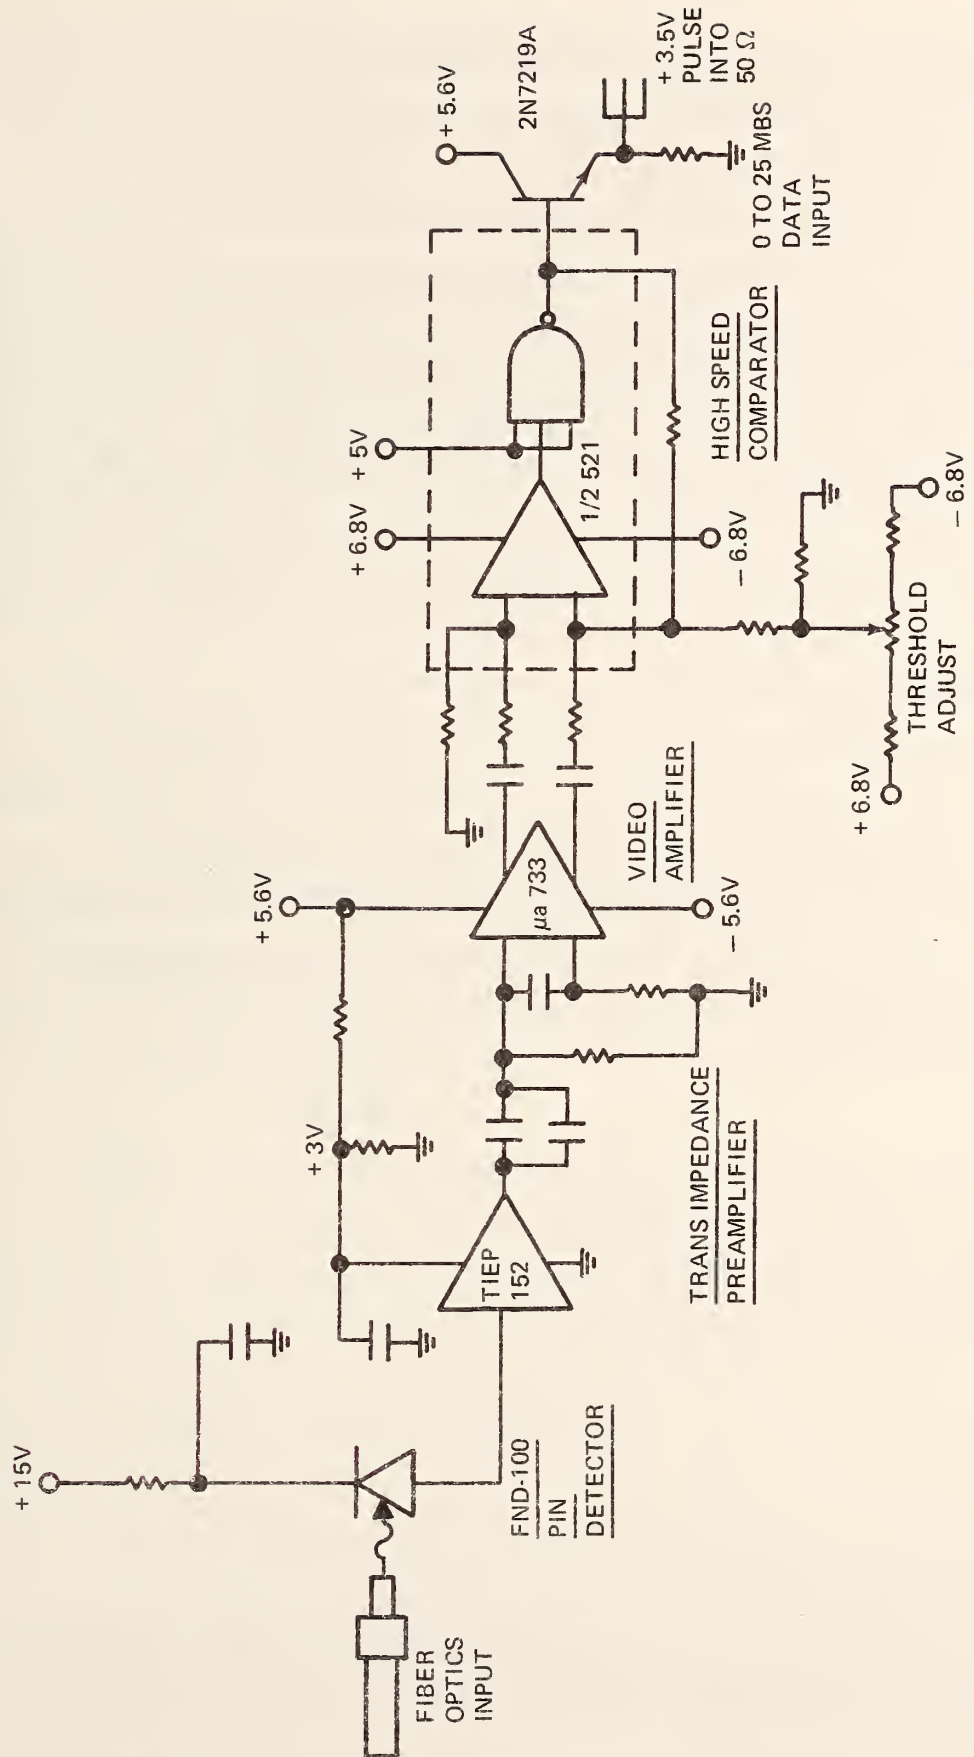 + 15V
FIBER
OPTICS
INPUT
FND-100
PIN
DETECTOR
+ 3V
TIEP
152
TRANS IMPEDANCE
PREAMPLIFIER
+ 5.6V
μa 733
− 5.6V
VIDEO
AMPLIFIER
+ 6.8V
+ 5V
1/2 521
− 6.8V
HIGH SPEED
COMPARATOR
+ 6.8V
THRESHOLD
ADJUST
− 6.8V
+ 5.6V
2N7219A
+ 3.5V
PULSE
INTO
50 Ω
0 TO 25 MBS
DATA
INPUT